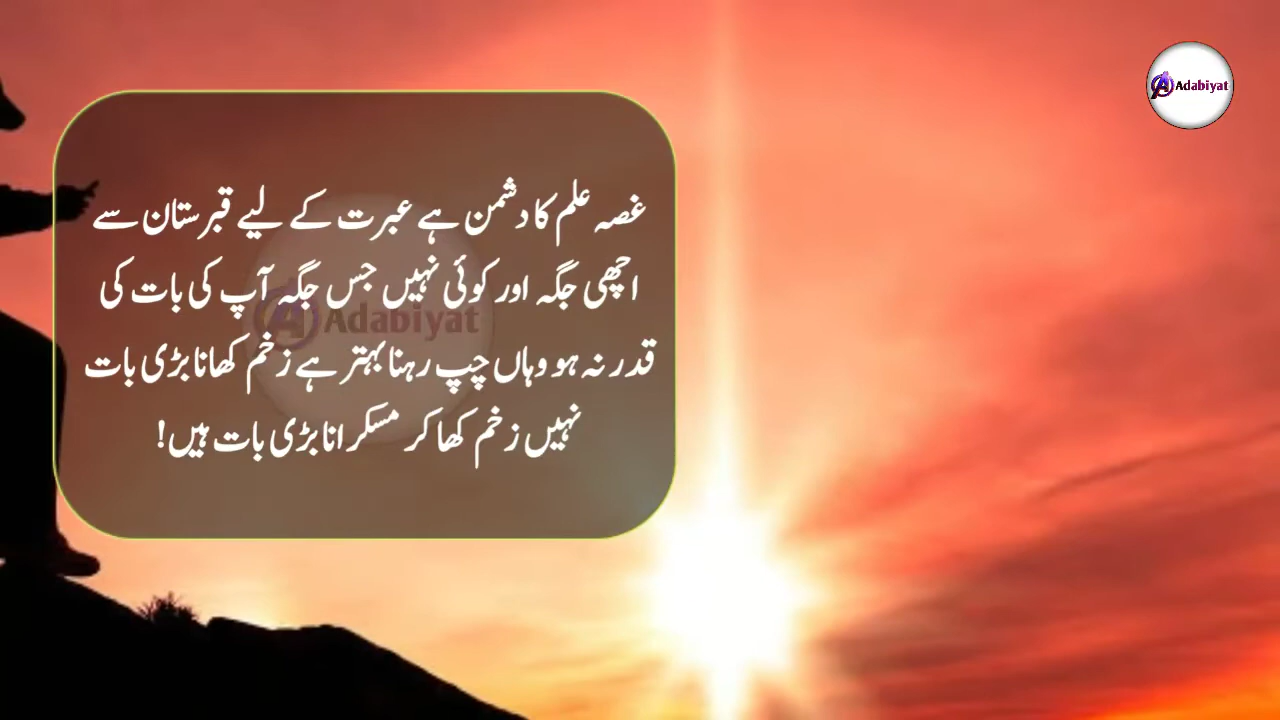 غصہ علم کا دشمن ہے عبرت کے لیے قبرستان سے
اچھی جگہ اور کوئی نہیں جس جگہ آپ کی بات کی
قدر نہ ہو وہاں چپ رہنا بہتر ہے زخم کھانا بڑی بات
نہیں زخم کھا کر مسکرانا بڑی بات ہیں!
Adabiyat
Adabiyat